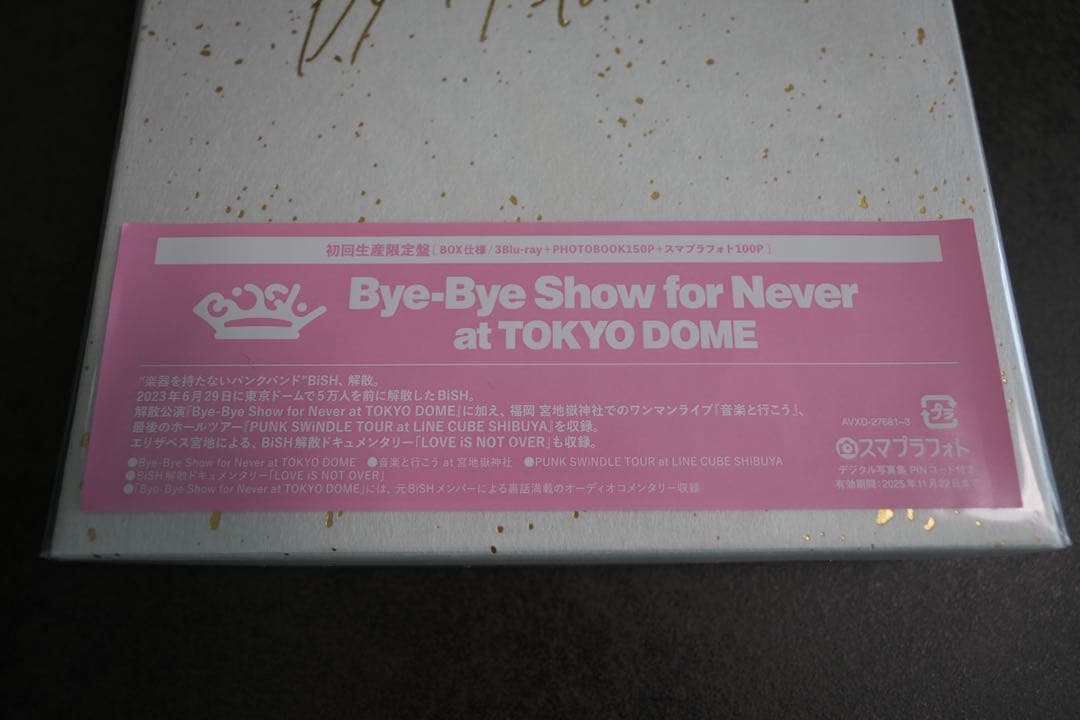 初回生産限定盤［BOX仕様/3Blu-ray＋PHOTOBOOK150P＋スマプラフォト100P］
BiSH
Bye-Bye Show for Never
at TOKYO DOME
"楽器を持たないパンクバンド"BiSH、解散。
2023年6月29日に東京ドームで5万人を前に解散したBiSH。
解散公演『Bye-Bye Show for Never at TOKYO DOME』に加え、福岡 宮地嶽神社でのワンマンライブ『音楽と行こう』、
最後のホールツアー『PUNK SWiNDLE TOUR at LINE CUBE SHIBUYA』を収録。
エリザベス宮地による、BiSH解散ドキュメンタリー「LOVE iS NOT OVER」も収録。
●Bye-Bye Show for Never at TOKYO DOME ●音楽と行こう at 宮地嶽神社 ●PUNK SWiNDLE TOUR at LINE CUBE SHIBUYA
●BiSH解散ドキュメンタリー「LOVE iS NOT OVER」
●『Bye-Bye Show for Never at TOKYO DOME』には、元BiSHメンバーによる裏話満載のオーディオコメンタリー収録
AVXD-27681~3
プラ
スマプラフォト
デジタル写真集 PINコード付き
有効期間：2025年11月22日まで